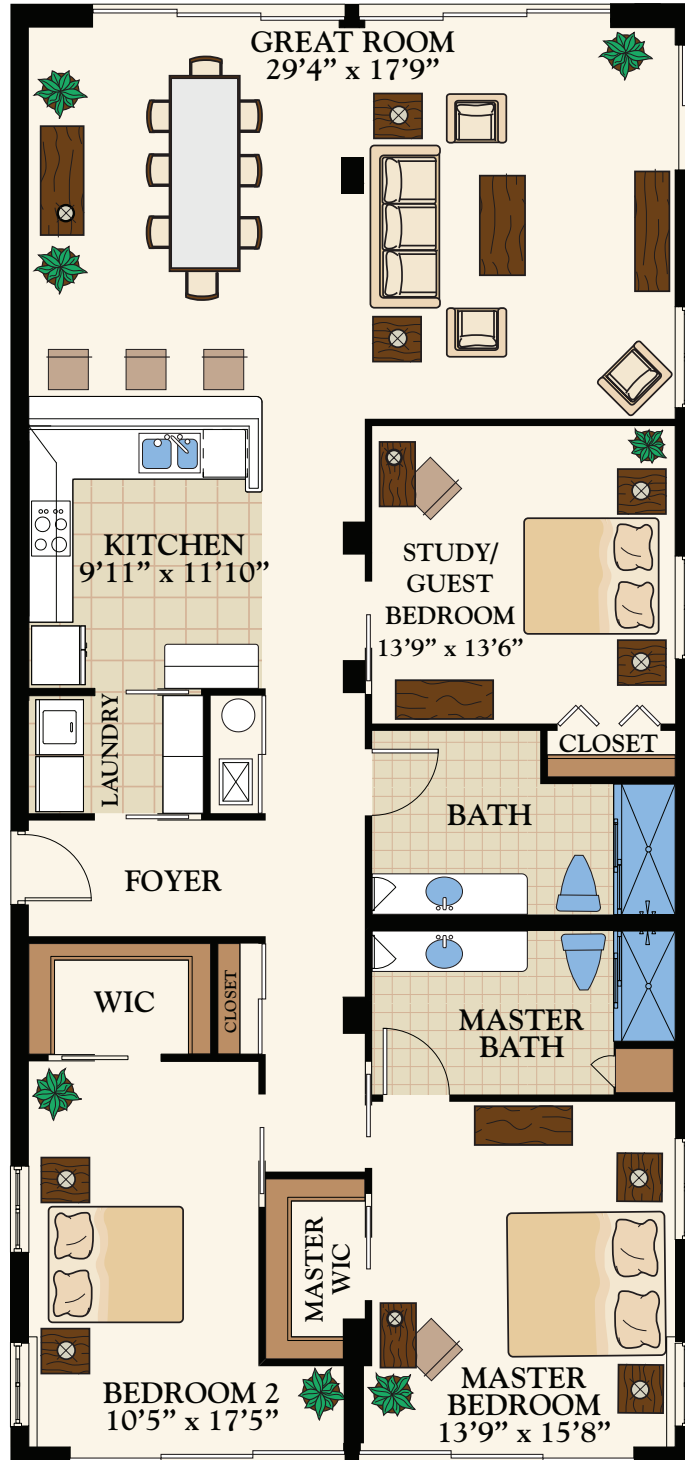 GREAT ROOM
29’4” x 17’9”
KITCHEN
9’11” x 11’10”
STUDY/
GUEST
BEDROOM
13’9” x 13’6”
LAUNDRY
CLOSET
BATH
FOYER
WIC
CLOSET
MASTER
BATH
MASTER
WIC
BEDROOM 2
10’5” x 17’5”
MASTER
BEDROOM
13’9” x 15’8”